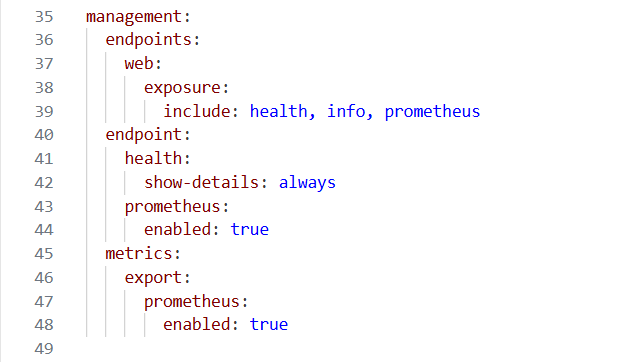 35 management:
36   endpoints:
37     web:
38       exposure:
39         include: health, info, prometheus
40   endpoint:
41     health:
42       show-details: always
43     prometheus:
44       enabled: true
45   metrics:
46     export:
47       prometheus:
48         enabled: true
49